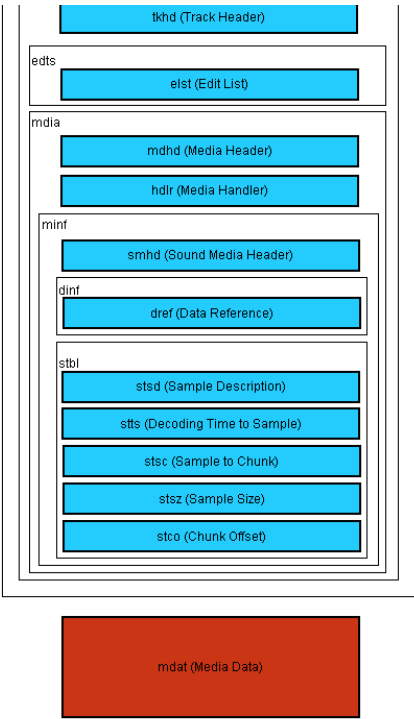 tkhd (Track Header)
edts
elst (Edit List)
mdia
mdhd (Media Header)
hdlr (Media Handler)
minf
smhd (Sound Media Header)
dinf
dref (Data Reference)
stbl
stsd (Sample Description)
stts (Decoding Time to Sample)
stsc (Sample to Chunk)
stsz (Sample Size)
stco (Chunk Offset)
mdat (Media Data)